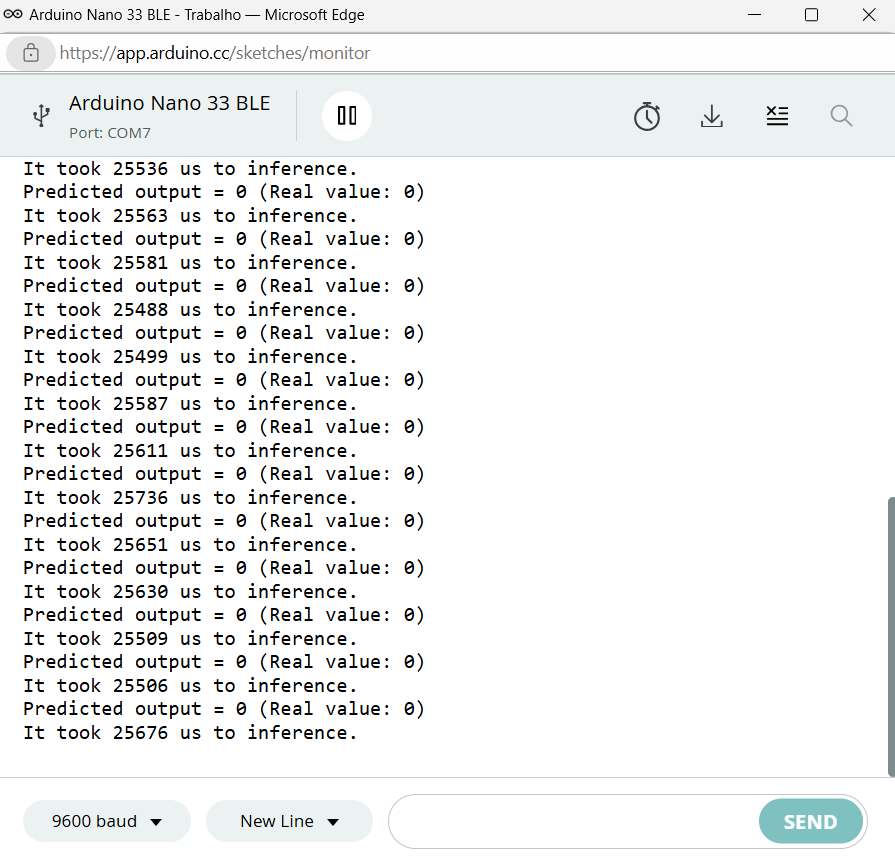 Arduino Nano 33 BLE - Trabalho — Microsoft Edge
https://app.arduino.cc/sketches/monitor
Arduino Nano 33 BLE
Port: COM7
It took 25536 us to inference.
Predicted output = 0 (Real value: 0)
It took 25563 us to inference.
Predicted output = 0 (Real value: 0)
It took 25581 us to inference.
Predicted output = 0 (Real value: 0)
It took 25488 us to inference.
Predicted output = 0 (Real value: 0)
It took 25499 us to inference.
Predicted output = 0 (Real value: 0)
It took 25587 us to inference.
Predicted output = 0 (Real value: 0)
It took 25611 us to inference.
Predicted output = 0 (Real value: 0)
It took 25736 us to inference.
Predicted output = 0 (Real value: 0)
It took 25651 us to inference.
Predicted output = 0 (Real value: 0)
It took 25630 us to inference.
Predicted output = 0 (Real value: 0)
It took 25509 us to inference.
Predicted output = 0 (Real value: 0)
It took 25506 us to inference.
Predicted output = 0 (Real value: 0)
It took 25676 us to inference.
9600 baud New Line SEND